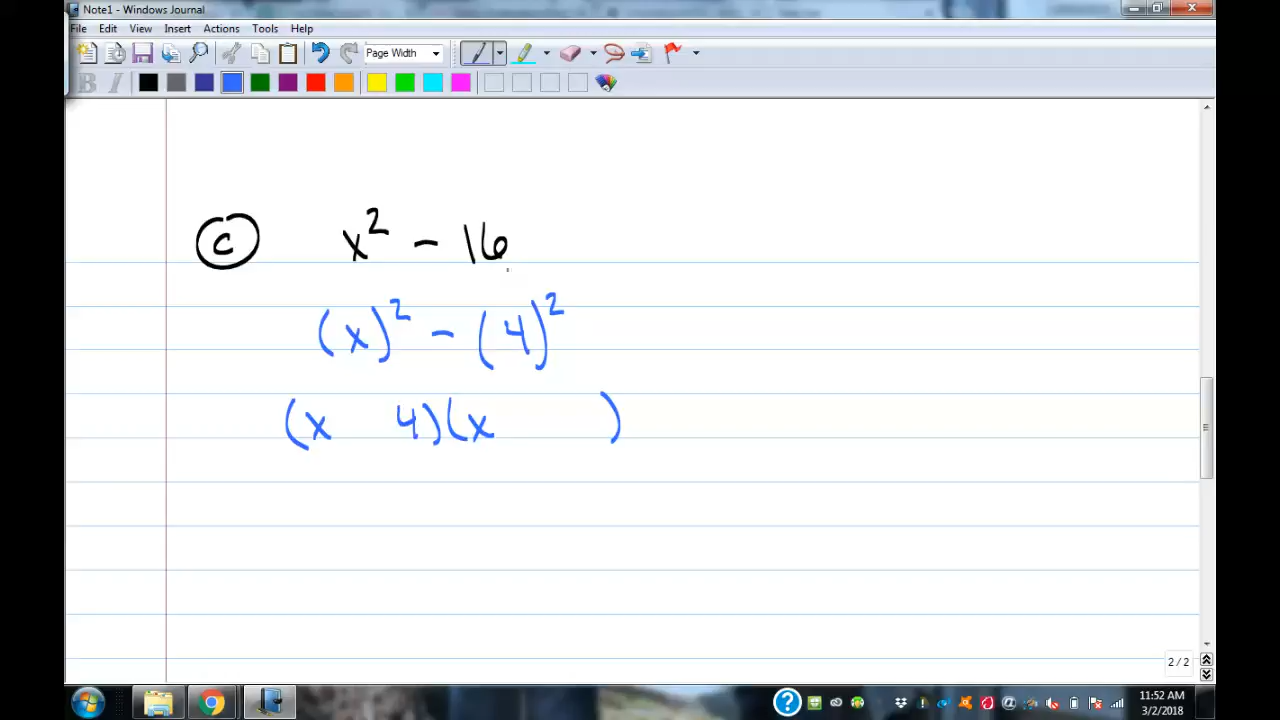 Note1 - Windows Journal
File Edit View Insert Actions Tools Help
Page Width
B I
c x² - 16
(x)² - (4)²
(x 4)(x )
2 / 2
11:52 AM
3/2/2018